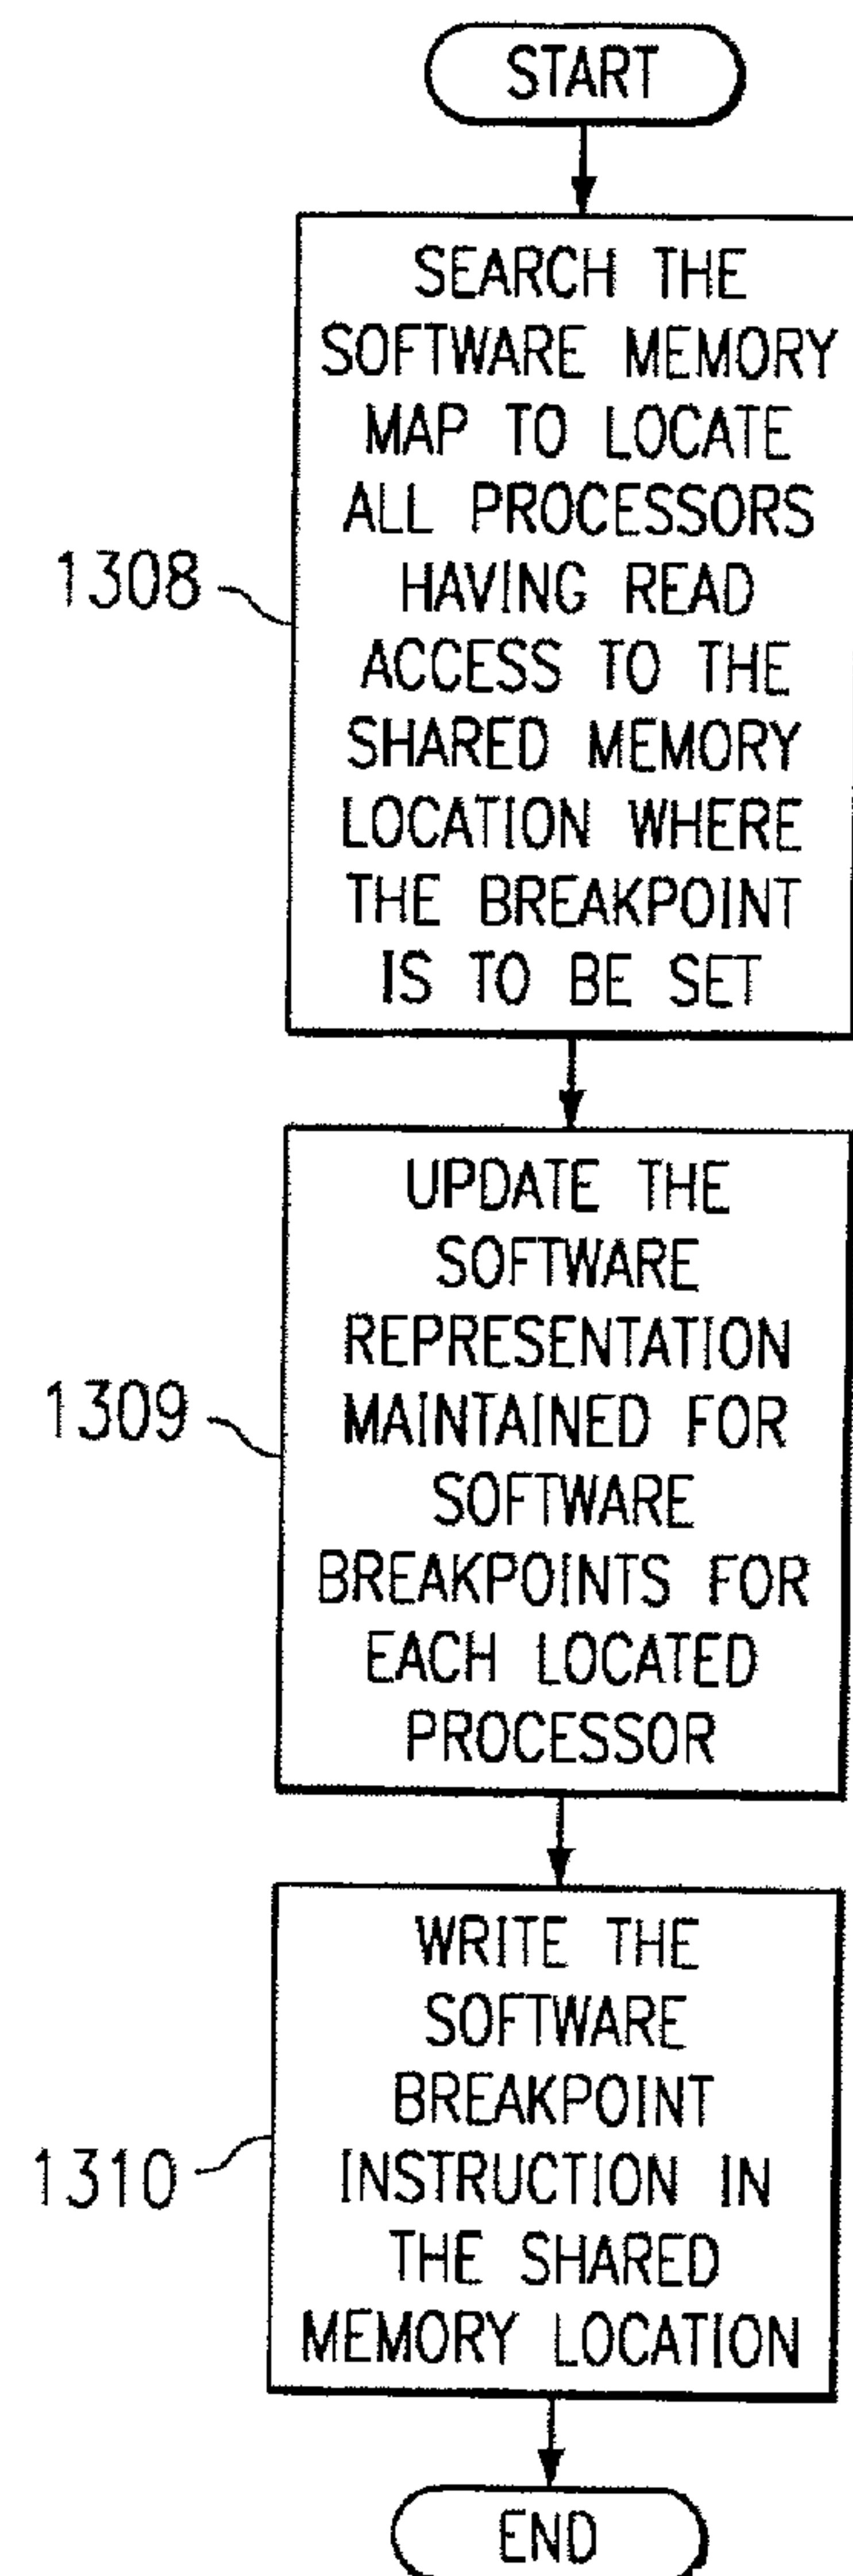 START
SEARCH THE
SOFTWARE MEMORY
MAP TO LOCATE
ALL PROCESSORS
HAVING READ
ACCESS TO THE
SHARED MEMORY
LOCATION WHERE
THE BREAKPOINT
IS TO BE SET
1308
UPDATE THE
SOFTWARE
REPRESENTATION
MAINTAINED FOR
SOFTWARE
BREAKPOINTS FOR
EACH LOCATED
PROCESSOR
1309
WRITE THE
SOFTWARE
BREAKPOINT
INSTRUCTION IN
THE SHARED
MEMORY LOCATION
1310
END